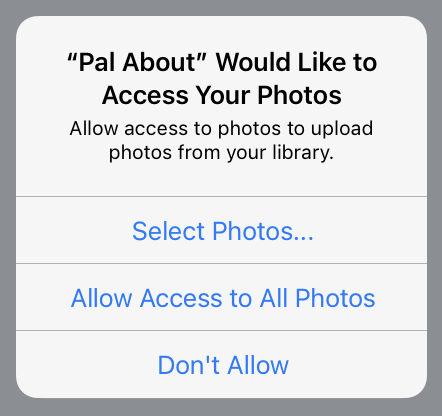 “Pal About” Would Like to
Access Your Photos
Allow access to photos to upload
photos from your library.
Select Photos...
Allow Access to All Photos
Don't Allow